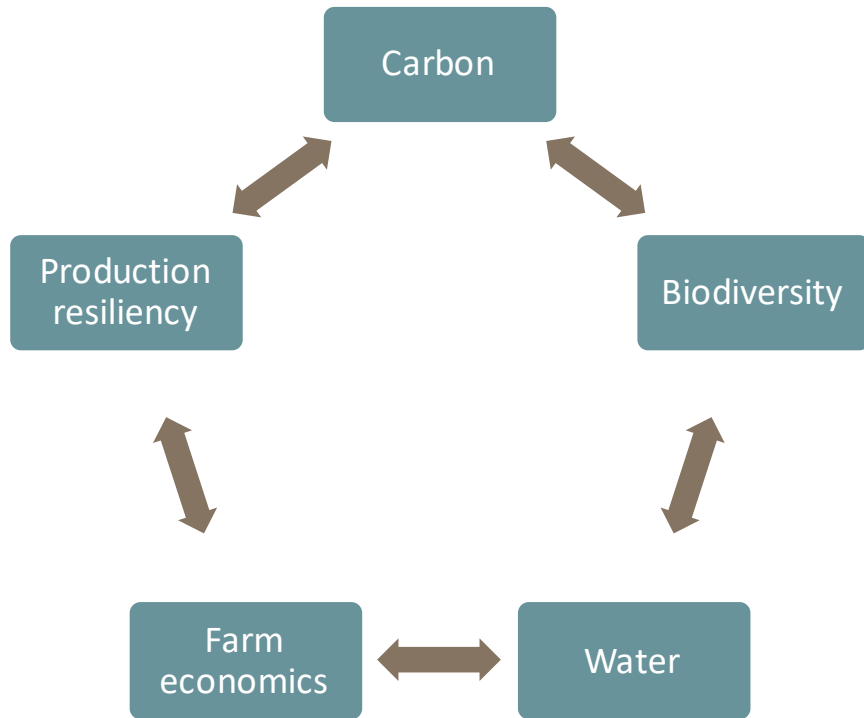 Carbon
Production
resiliency
Biodiversity
Farm
economics
Water